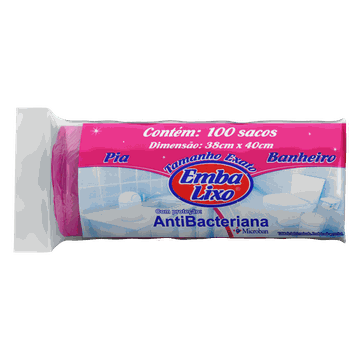 Contém: 100 sacos
Dimensão: 38cm x 40cm
Pia
Tamanho Exato
Banheiro
Emba
Lixo
Com proteção:
AntiBacteriana
Microban